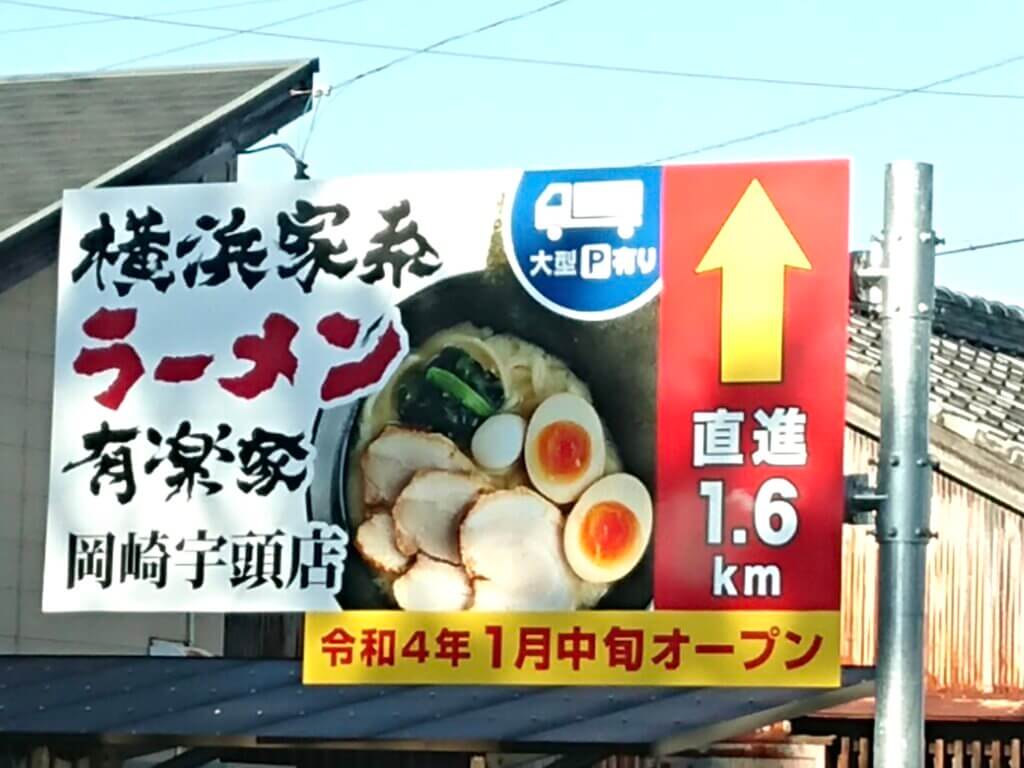 横浜家系
ラーメン
有楽家
岡崎宇頭店
大型P有り
直進
1.6
km
令和4年1月中旬オープン